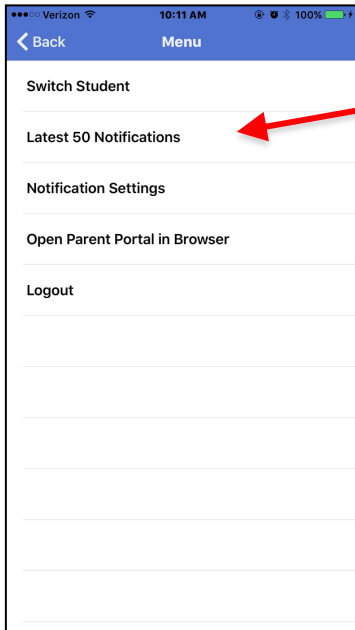 Verizon 10:11 AM 100%
Back Menu
Switch Student
Latest 50 Notifications
Notification Settings
Open Parent Portal in Browser
Logout